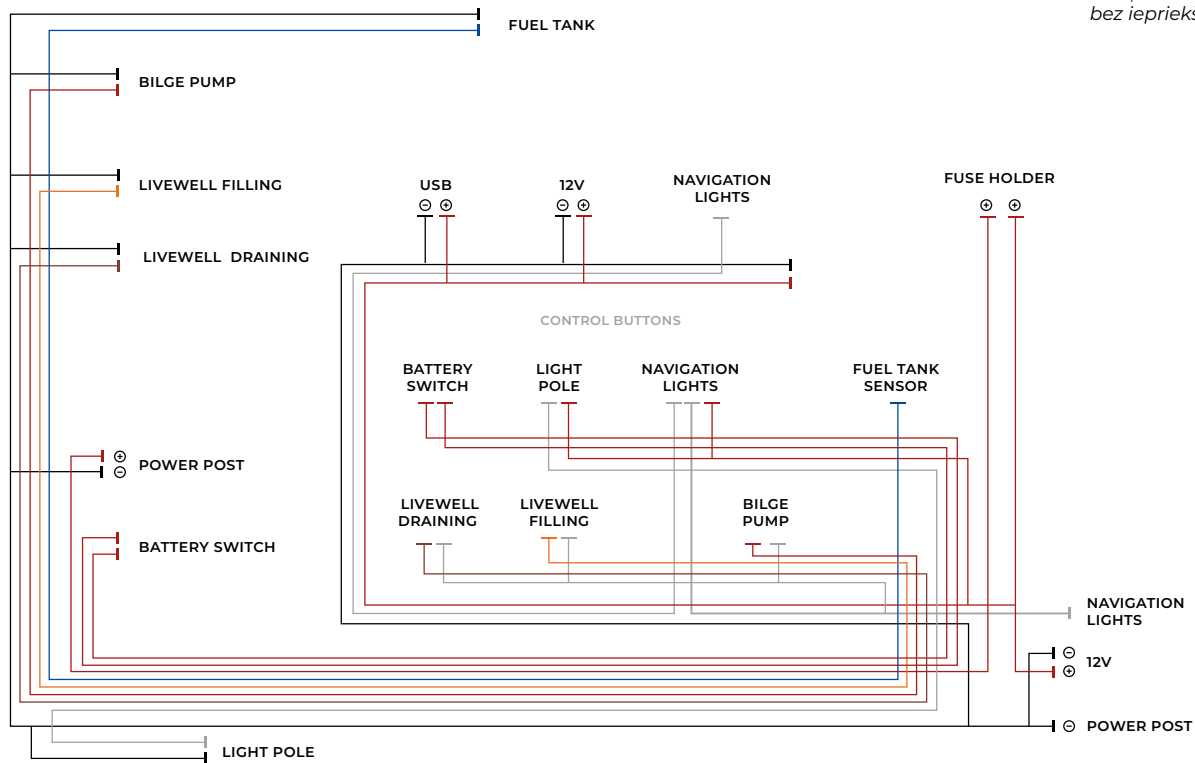 bez iepriekš
FUEL TANK
BILGE PUMP
LIVEWELL FILLING
LIVEWELL DRAINING
USB
⊖ ⊕
12V
⊖ ⊕
NAVIGATION
LIGHTS
FUSE HOLDER
⊕ ⊕
CONTROL BUTTONS
BATTERY
SWITCH
LIGHT
POLE
NAVIGATION
LIGHTS
FUEL TANK
SENSOR
⊕
⊖
POWER POST
BATTERY SWITCH
LIVEWELL
DRAINING
LIVEWELL
FILLING
BILGE
PUMP
NAVIGATION
LIGHTS
⊖
⊕
12V
⊖ POWER POST
LIGHT POLE